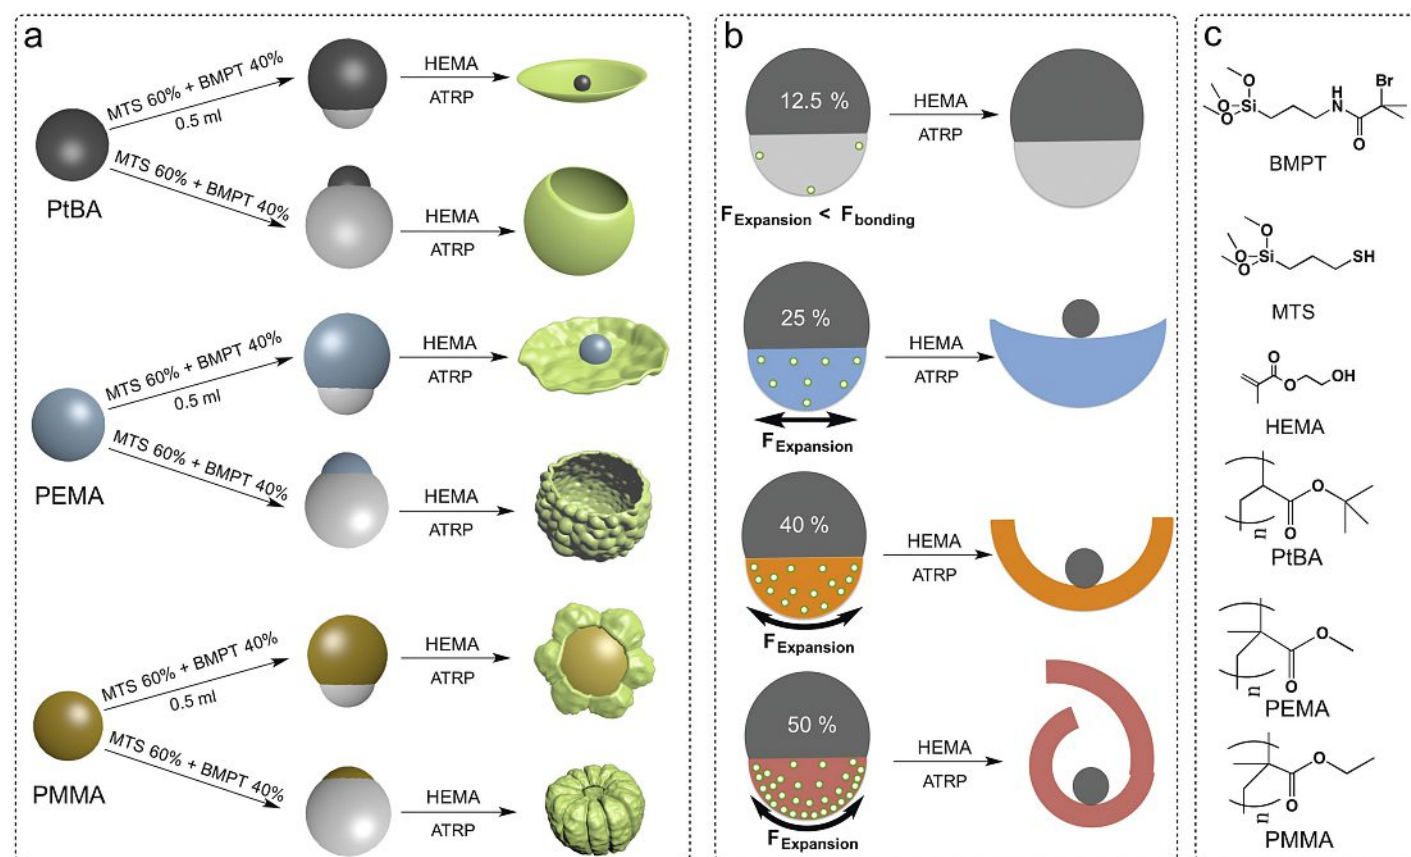 a
MTS 60% + BMPT 40%
0.5 ml
HEMA
ATRP
PtBA
MTS 60% + BMPT 40%
HEMA
ATRP
MTS 60% + BMPT 40%
0.5 ml
HEMA
ATRP
PEMA
MTS 60% + BMPT 40%
HEMA
ATRP
MTS 60% + BMPT 40%
0.5 ml
HEMA
ATRP
PMMA
MTS 60% + BMPT 40%
HEMA
ATRP
b
12.5 %
HEMA
ATRP
FExpansion < Fbonding
25 %
HEMA
ATRP
FExpansion
40 %
HEMA
ATRP
FExpansion
50 %
HEMA
ATRP
FExpansion
c
O
Br
H
O
Si
N
O
O
BMPT
O
O
Si
SH
O
MTS
O
O
OH
HEMA
O
n
O
PtBA
O
n
O
PEMA
O
n
O
PMMA